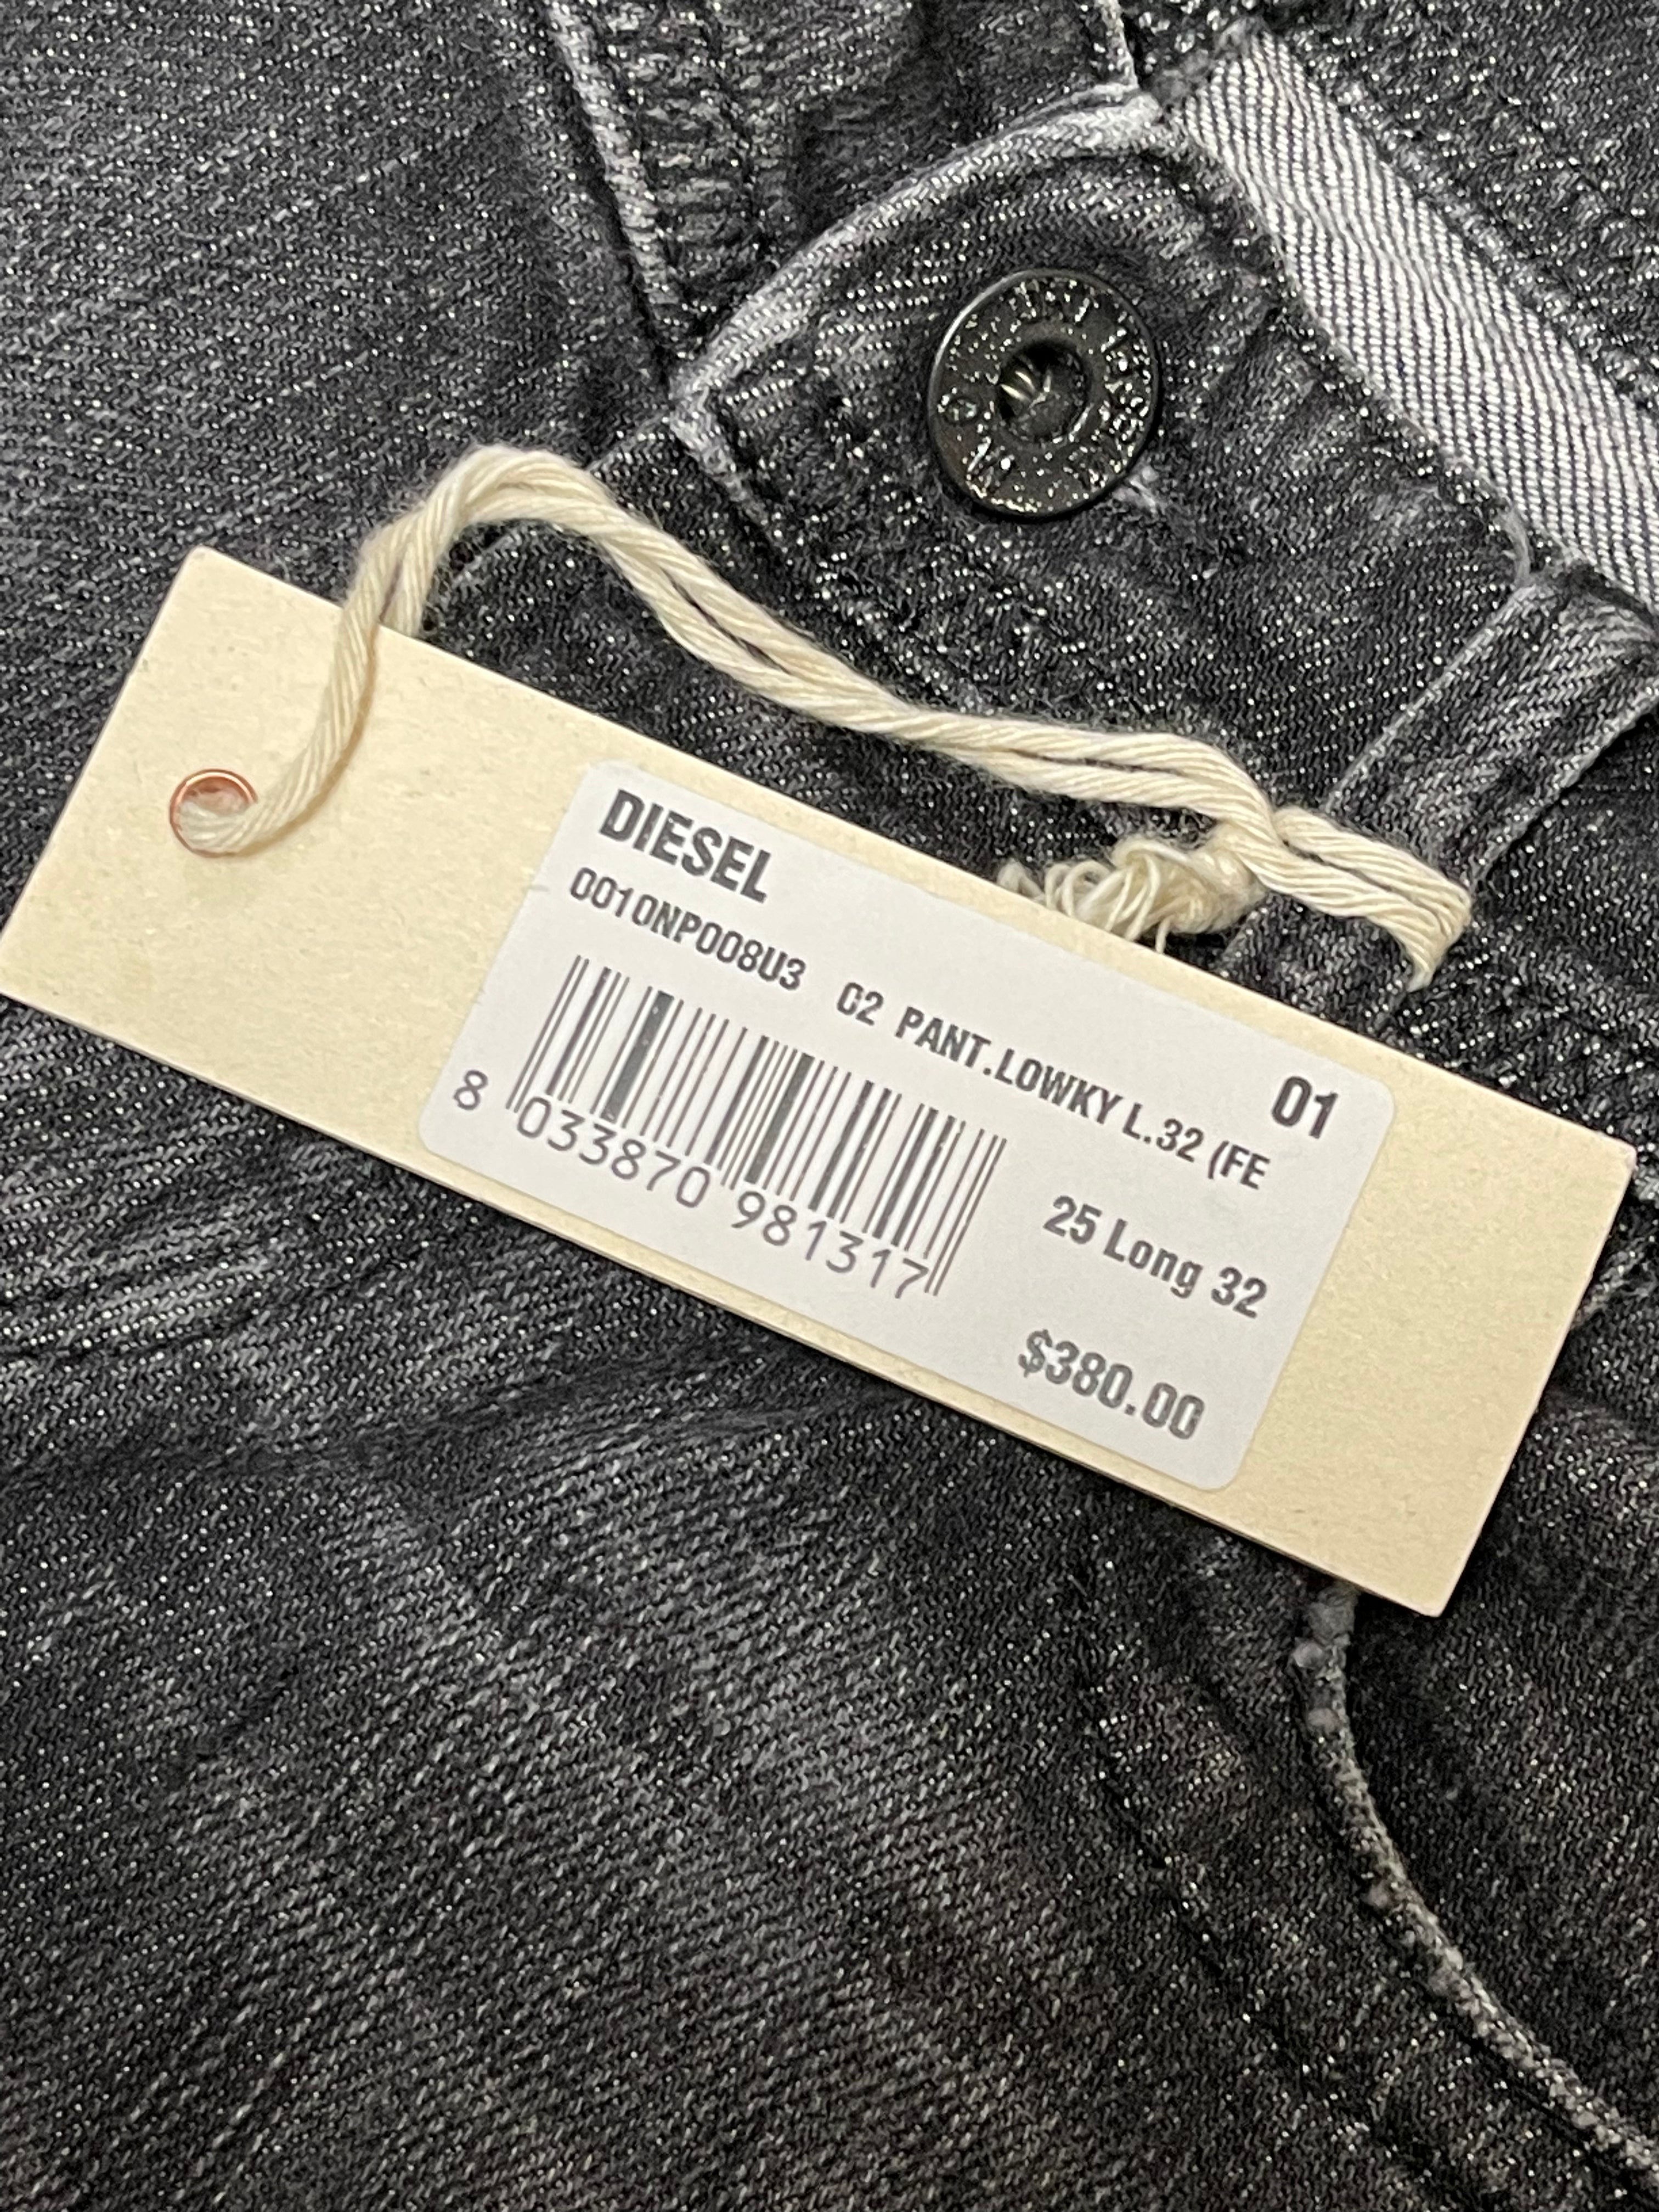 DIESEL
0010NP008U3 02 PANT.LOWKY L.32 (FE
01
25 Long 32
$380.00
8 033870 981317